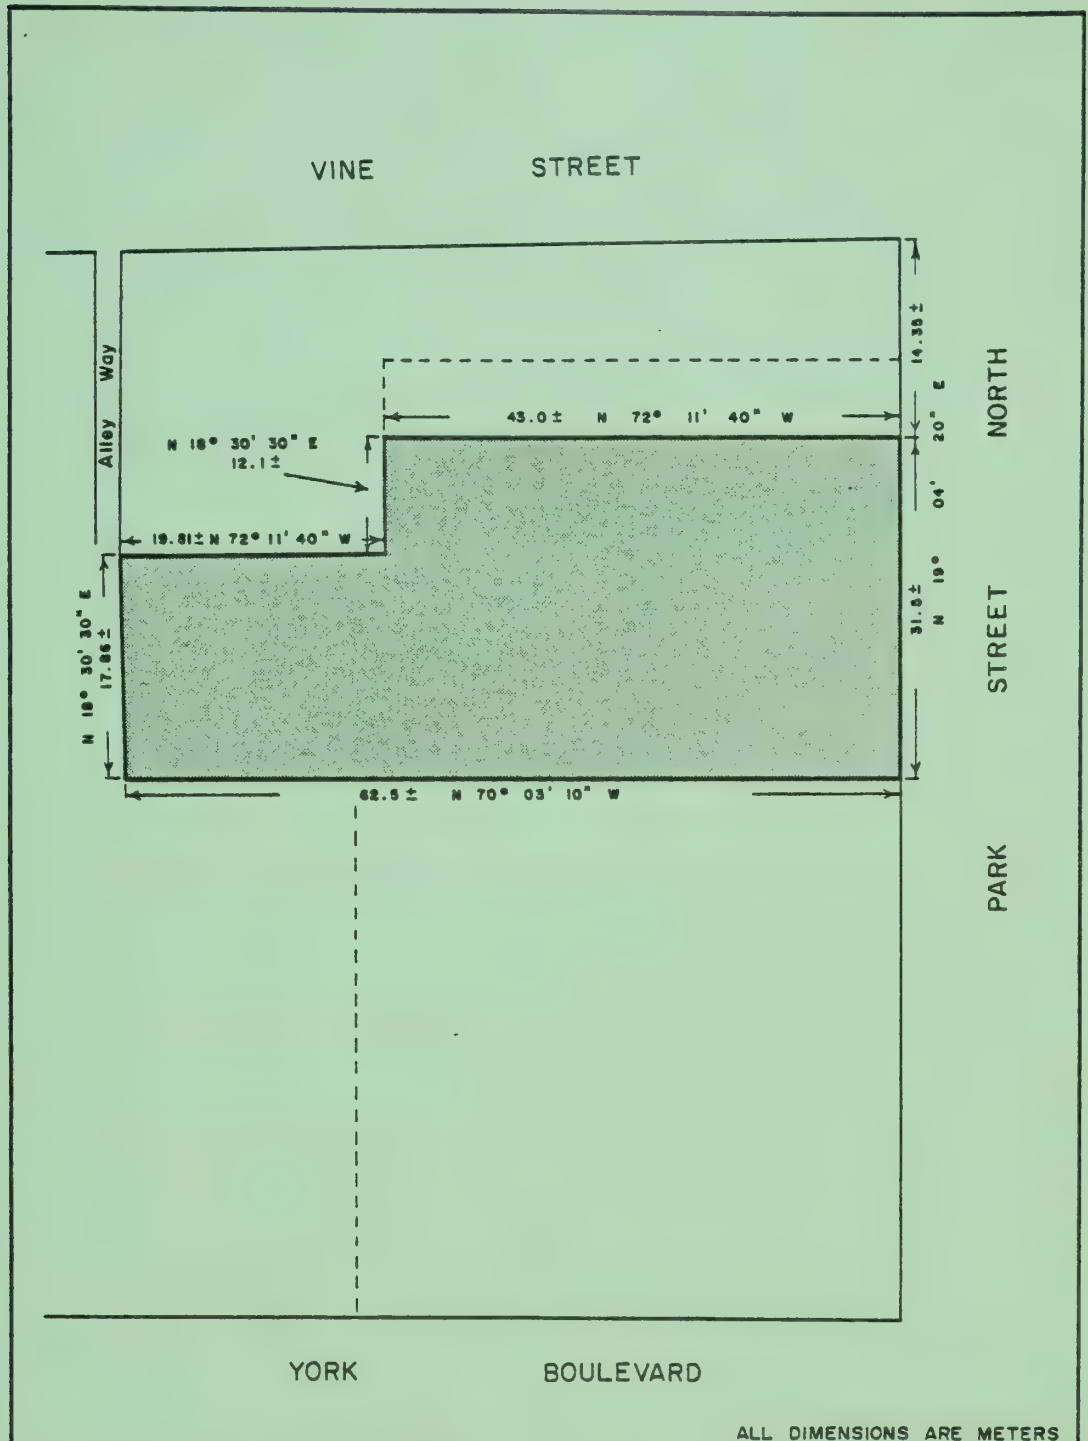 VINE STREET
Alley Way
14.35±
NORTH
43.0± N 72° 11' 40" W
N 18° 30' 30" E
12.1±
N 19° 04' 20" E
19.81± N 72° 11' 40" W
31.5±
STREET
N 18° 30' 30" E
17.86±
62.5± N 70° 03' 10" W
PARK
YORK BOULEVARD
ALL DIMENSIONS ARE METERS